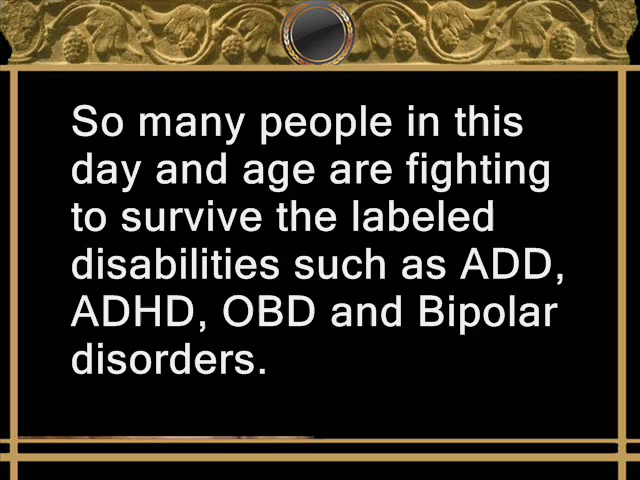 So many people in this
day and age are fighting
to survive the labeled
disabilities such as ADD,
ADHD, OBD and Bipolar
disorders.